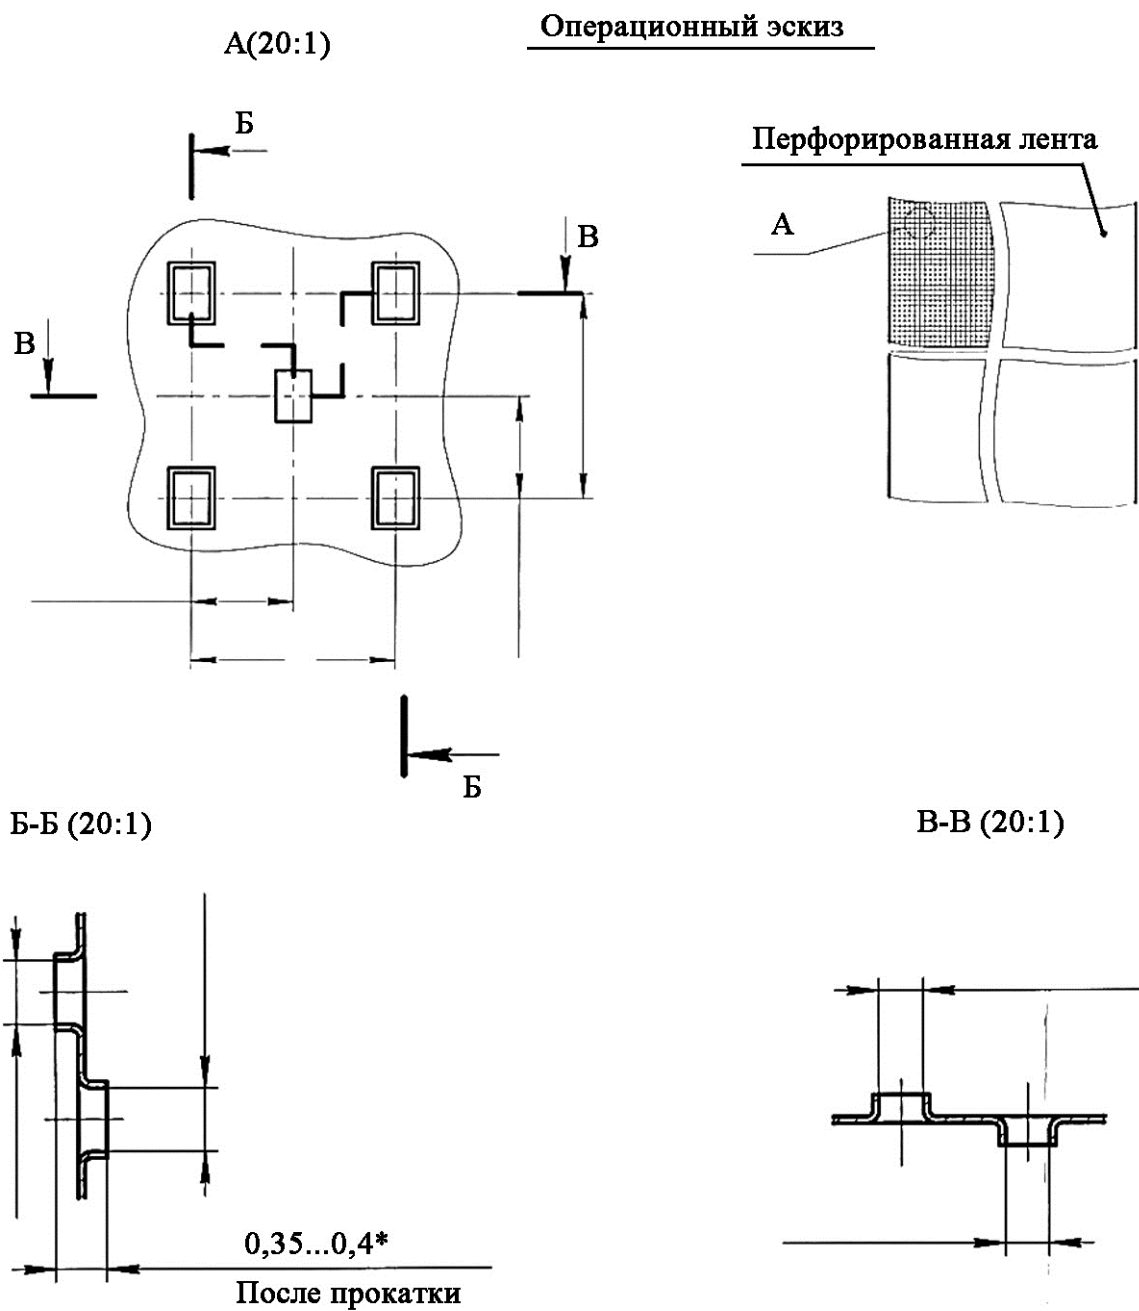 Операционный эскиз
А(20:1)
Б
Перфорированная лента
А
В
В
Б
Б-Б (20:1)
В-В (20:1)
0,35...0,4*
После прокатки